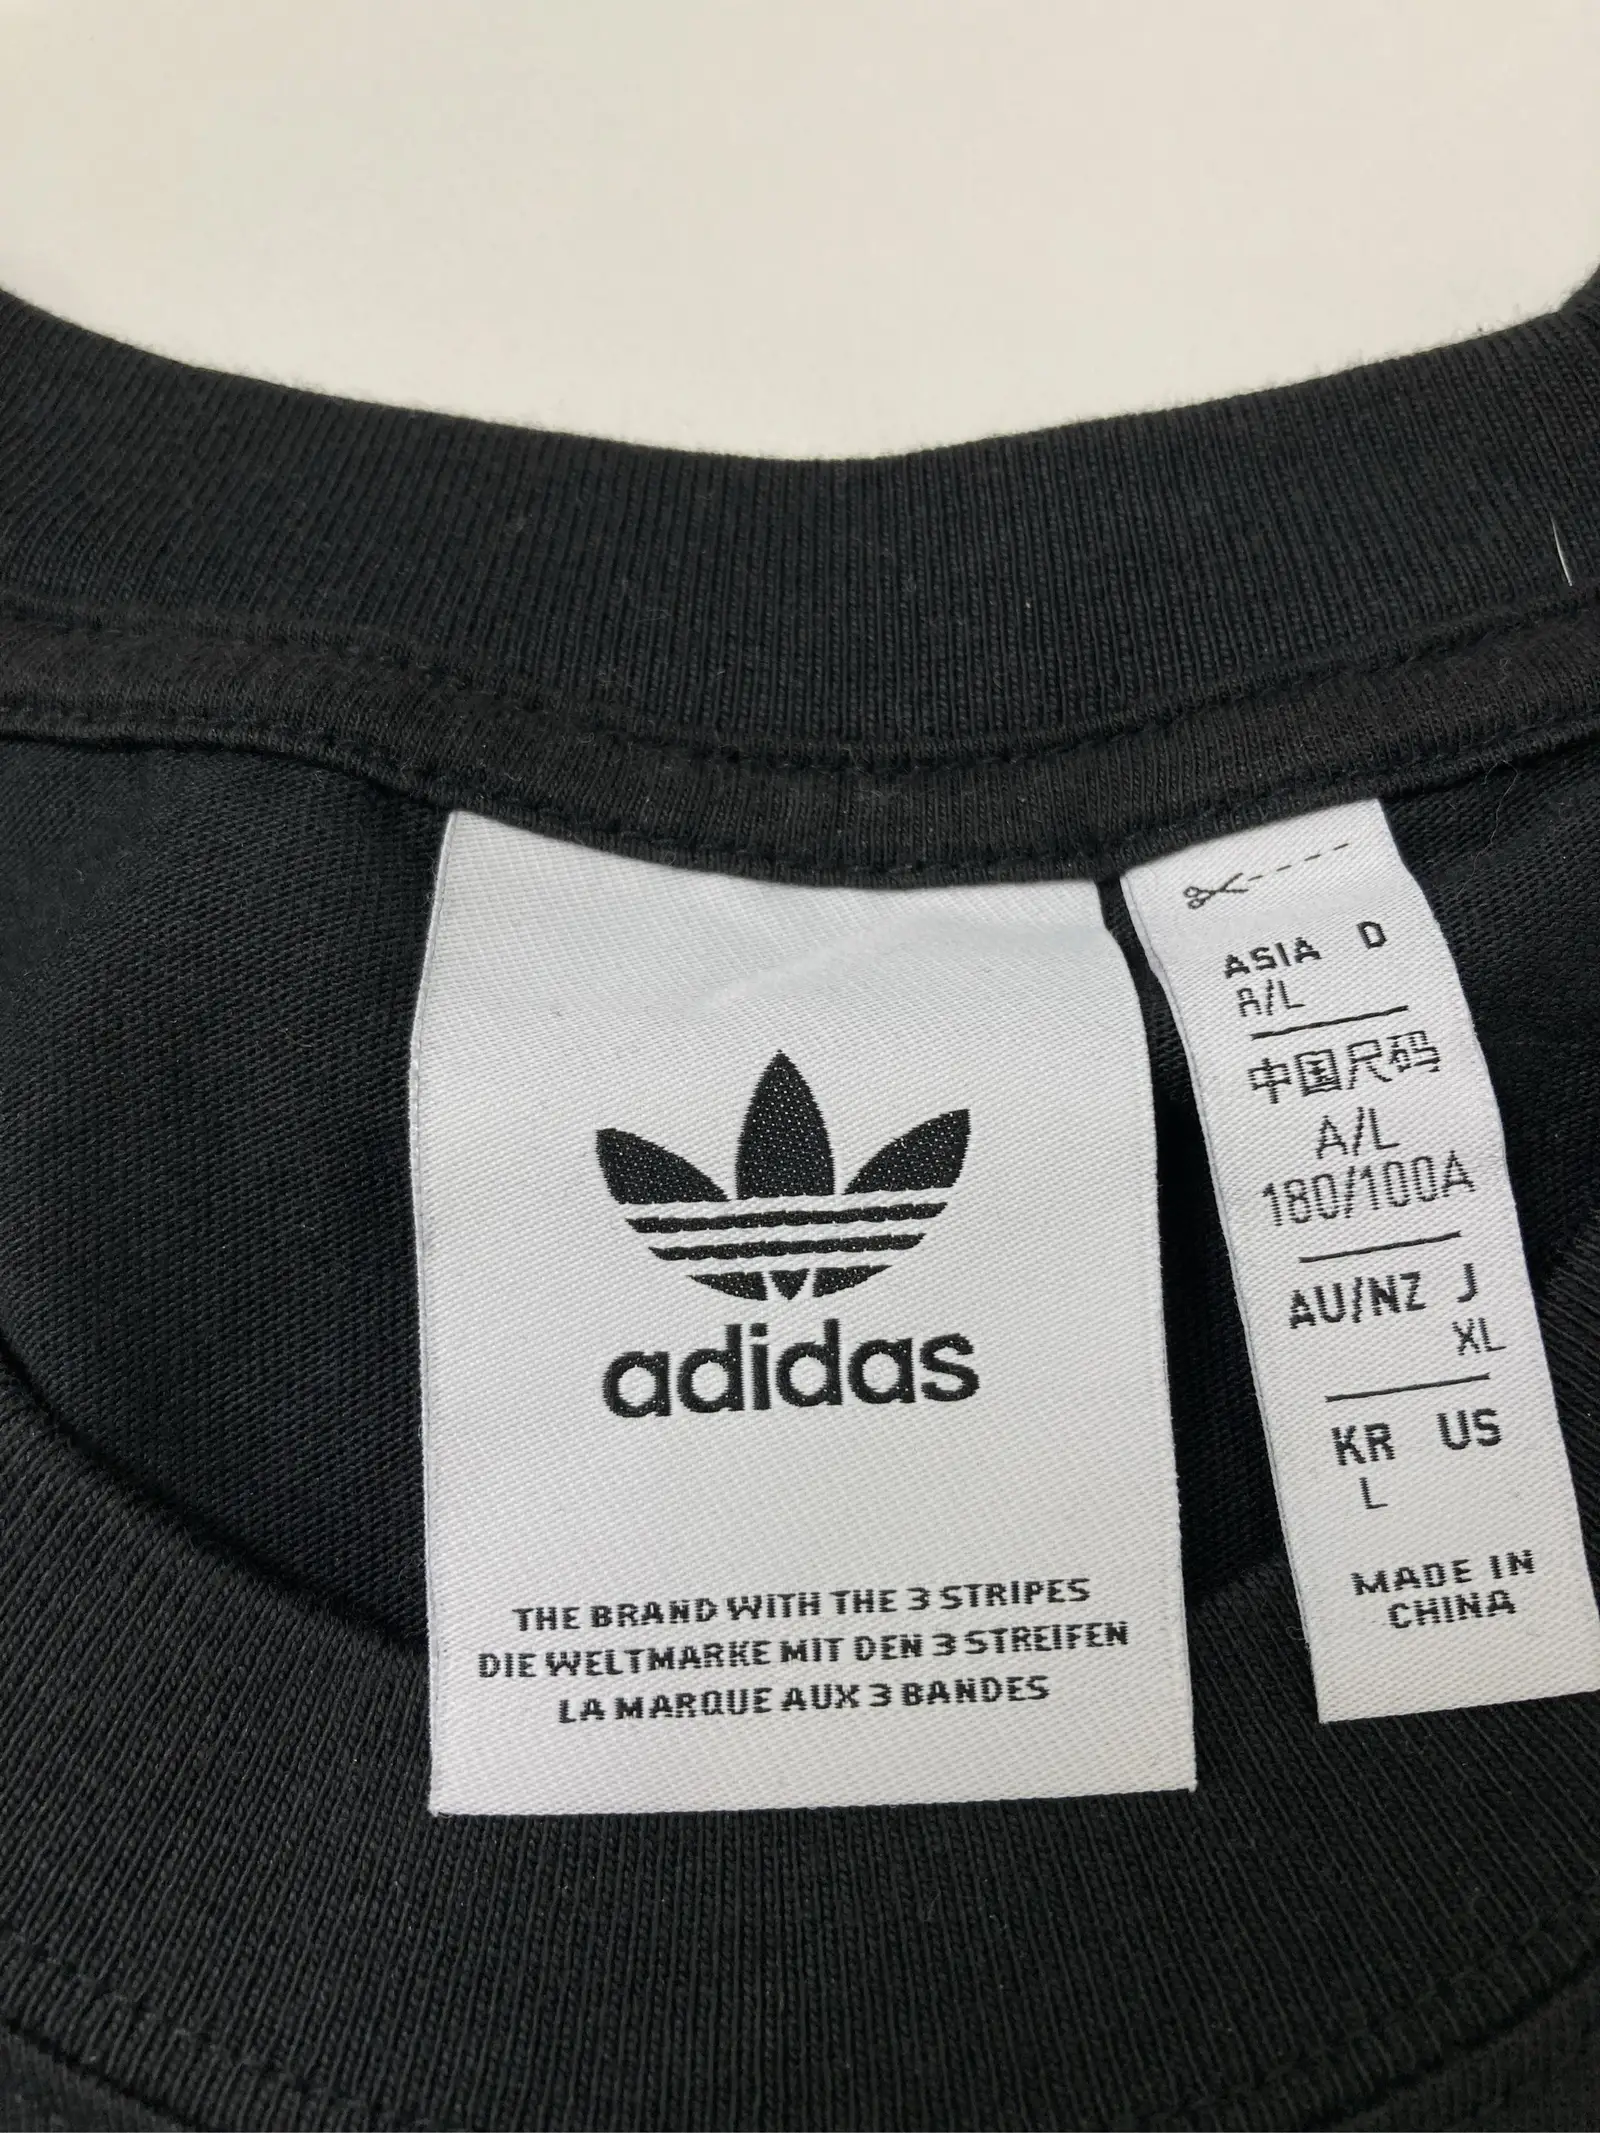 adidas
THE BRAND WITH THE 3 STRIPES
DIE WELTMARKE MIT DEN 3 STREIFEN
LA MARQUE AUX 3 BANDES
ASIA D
A/L
中国尺码
A/L
180/100A
AU/NZ J
XL
KR US
L
MADE IN
CHINA